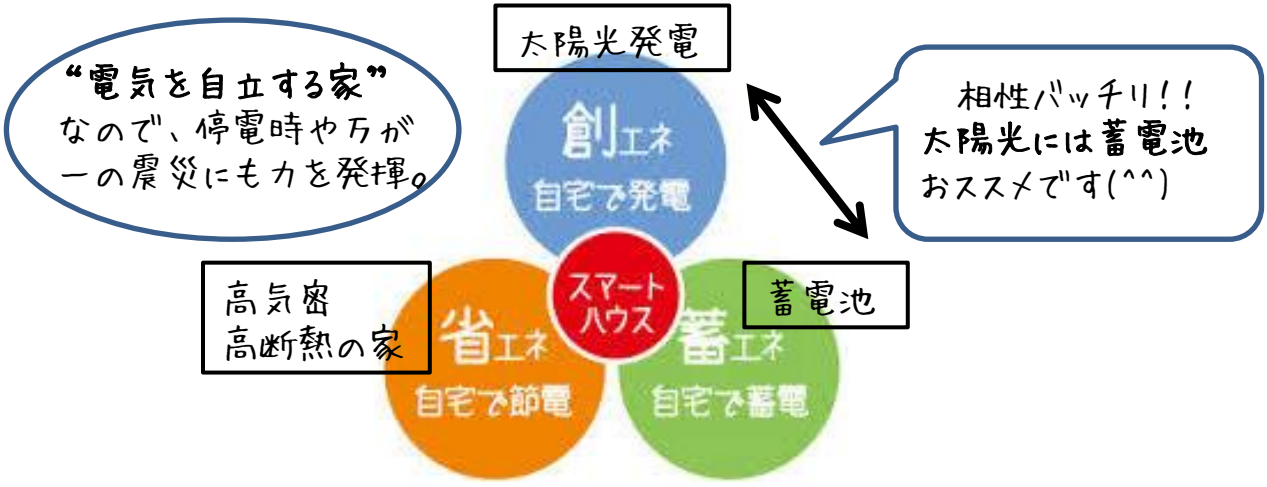 太陽光発電
“電気を自立する家”
なので、停電時や万が
一の震災にも力を発揮。
相性バッチリ!!
太陽光には蓄電池
おススメです(^^)
創エネ
自宅で発電
スマート
ハウス
高気密
高断熱の家
蓄電池
省エネ
自宅で節電
蓄エネ
自宅で蓄電